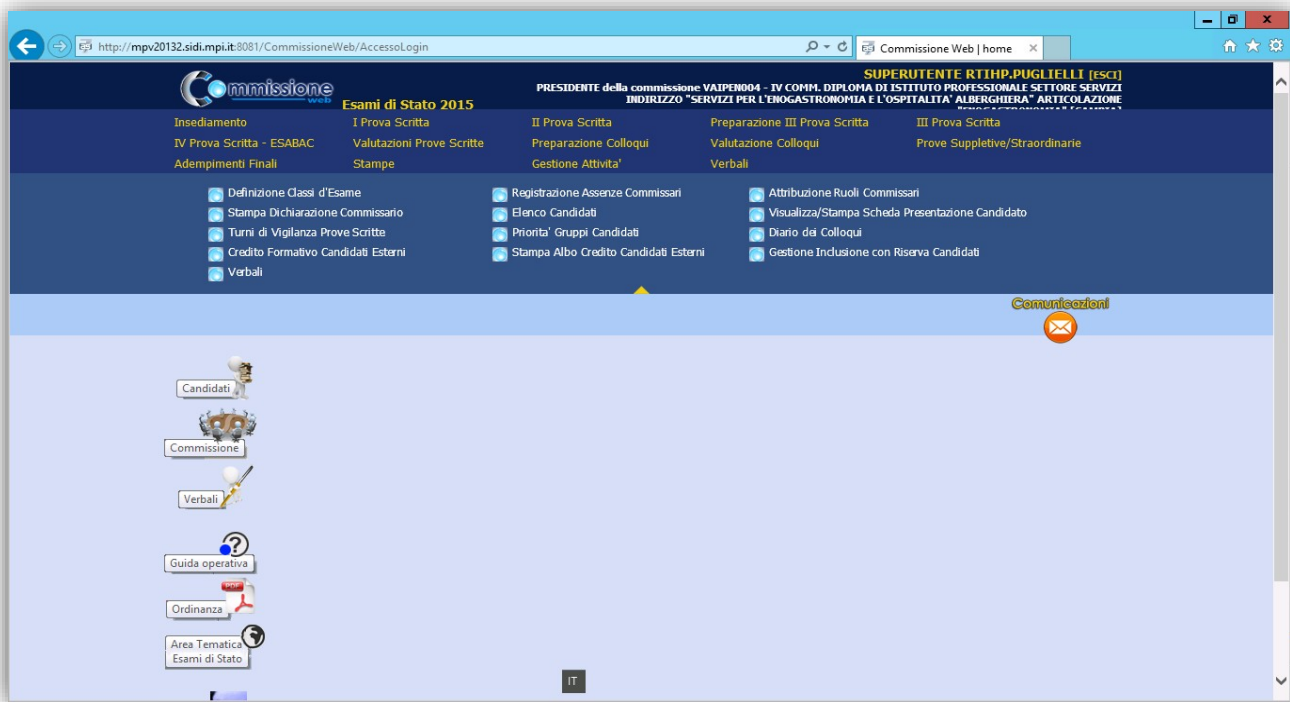 http://mpv20132.sidi.mpi.it:8081/CommissioneWeb/AccessoLogin
Commissione Web | home
Commissione
web
Esami di Stato 2015
SUPERUTENTE RTIHP.PUGLIELLI [ESCI]
PRESIDENTE della commissione VAIPEN004 - IV COMM. DIPLOMA DI ISTITUTO PROFESSIONALE SETTORE SERVIZI
INDIRIZZO "SERVIZI PER L'ENOGASTRONOMIA E L'OSPITALITA' ALBERGHIERA" ARTICOLAZIONE
"ENOGASTRONOMIA" [CAMBIA]
Insediamento I Prova Scritta II Prova Scritta Preparazione III Prova Scritta III Prova Scritta
IV Prova Scritta - ESABAC Valutazioni Prove Scritte Preparazione Colloqui Valutazione Colloqui Prove Suppletive/Straordinarie
Adempimenti Finali Stampe Gestione Attivita' Verbali
Definizione Classi d'Esame Registrazione Assenze Commissari Attribuzione Ruoli Commissari
Stampa Dichiarazione Commissario Elenco Candidati Visualizza/Stampa Scheda Presentazione Candidato
Turni di Vigilanza Prove Scritte Priorita' Gruppi Candidati Diario dei Colloqui
Credito Formativo Candidati Esterni Stampa Albo Credito Candidati Esterni Gestione Inclusione con Riserva Candidati
Verbali
Comunicazioni
Candidati
Commissione
Verbali
Guida operativa
PDF
Ordinanza
Area Tematica
Esami di Stato
IT